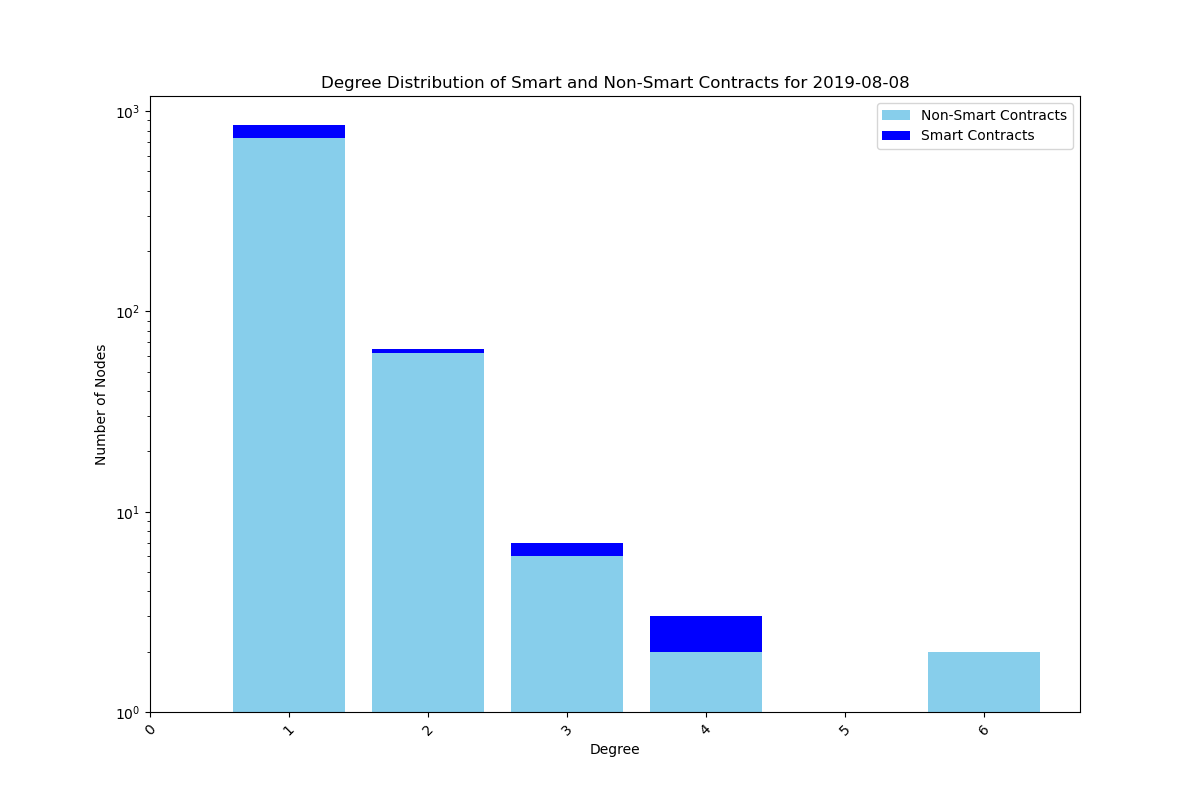 Degree Distribution of Smart and Non-Smart Contracts for 2019-08-08
Non-Smart Contracts
Smart Contracts
Number of Nodes
10³
10²
10¹
10⁰
0 1 2 3 4 5 6
Degree